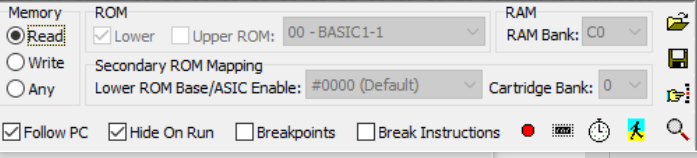 Memory ROM RAM
Read Lower Upper ROM: 00 - BASIC1-1 RAM Bank: C0
Write Secondary ROM Mapping
Any Lower ROM Base/ASIC Enable: #0000 (Default) Cartridge Bank: 0
Follow PC Hide On Run Breakpoints Break Instructions